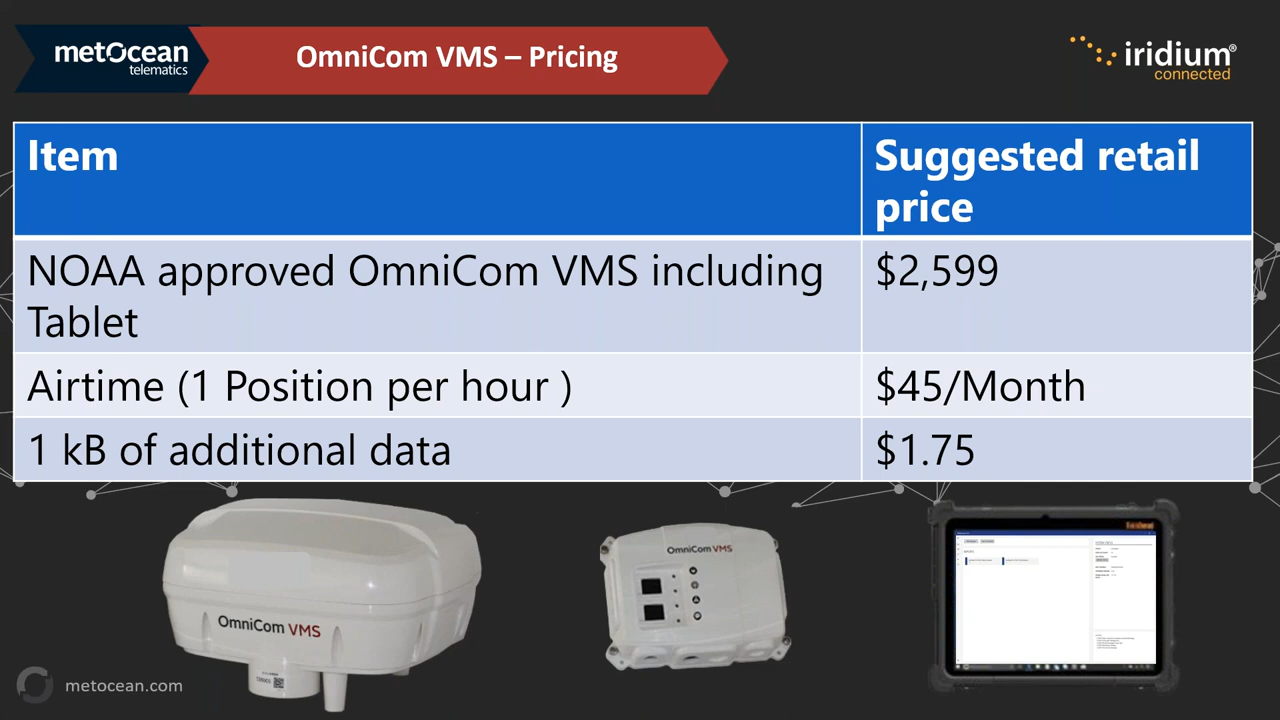 metOcean
telematics
OmniCom VMS – Pricing
iridium®
connected
Item
Suggested retail
price
NOAA approved OmniCom VMS including
Tablet
$2,599
Airtime (1 Position per hour )
$45/Month
1 kB of additional data
$1.75
OmniCom VMS
OmniCom VMS
metocean.com